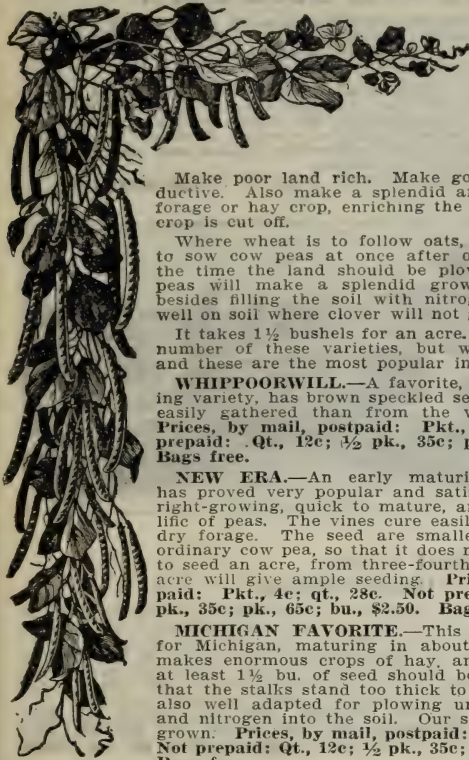 Make poor land rich. Make go
ductive. Also make a splendid a
forage or hay crop, enriching the
crop is cut off.
Where wheat is to follow oats,
to sow cow peas at once after o
the time the land should be plo
peas will make a splendid grow
besides filling the soil with nitro
well on soil where clover will not
It takes 1½ bushels for an acre.
number of these varieties, but w
and these are the most popular in
WHIPPOORWILL.—A favorite,
ing variety, has brown speckled se
easily gathered than from the v
Prices, by mail, postpaid: Pkt.,
prepaid: Qt., 12c; ½ pk., 35c; p
Bags free.
NEW ERA.—An early maturi
has proved very popular and sati
right-growing, quick to mature, a
lific of peas. The vines cure easil
dry forage. The seed are smalle
ordinary cow pea, so that it does n
to seed an acre, from three-fourth
acre will give ample seeding. Pri
paid: Pkt., 4c; qt., 28c. Not pre
pk., 35c; pk., 65c; bu., $2.50. Bag
MICHIGAN FAVORITE.—This
for Michigan, maturing in about
makes enormous crops of hay, an
at least 1½ bu. of seed should be
that the stalks stand too thick to
also well adapted for plowing un
and nitrogen into the soil. Our s
grown. Prices, by mail, postpaid:
Not prepaid: Qt., 12c; ½ pk., 35c;